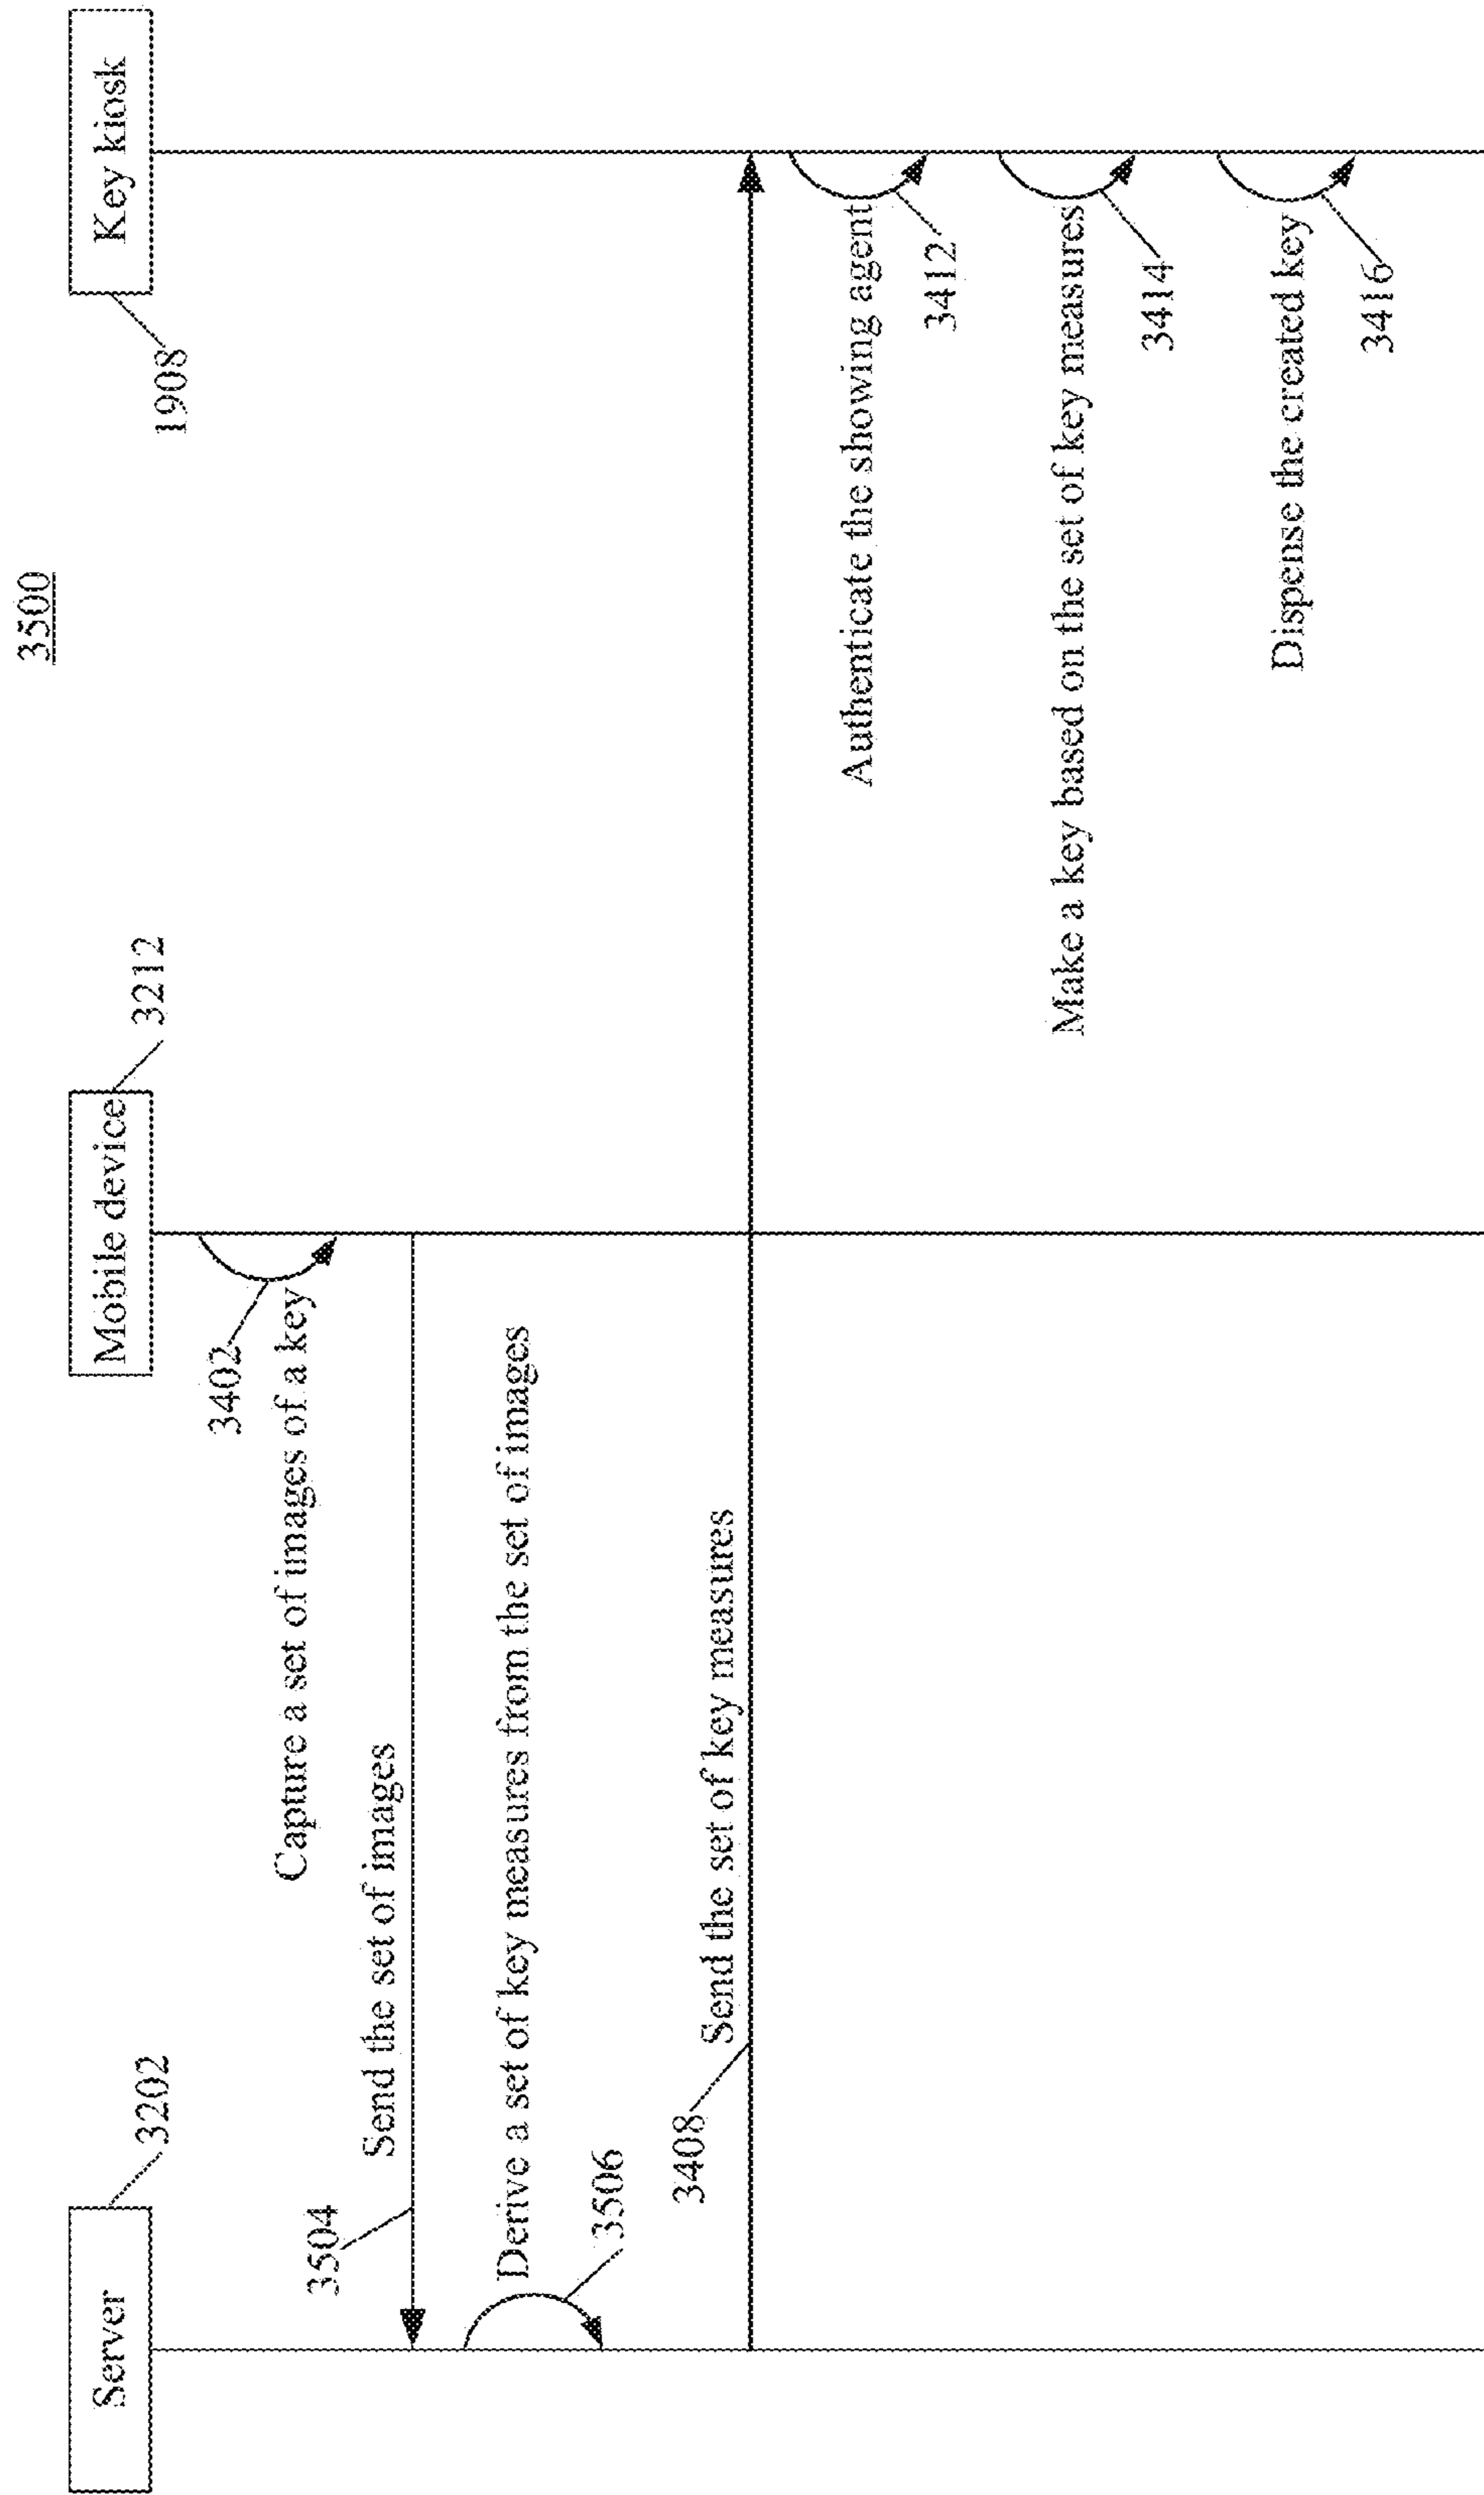 3500
Server
3202
Mobile device
3212
Key kiosk
1908
3402
Capture a set of images of a key
3504
Send the set of images
Derive a set of key measures from the set of images
3506
3408
Send the set of key measures
Authenticate the showing agent
3412
Make a key based on the set of key measures
3414
Dispense the created key
3416